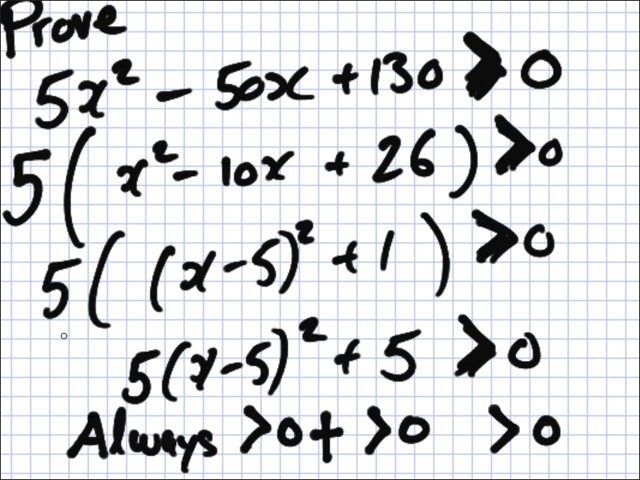 Prove
5x² - 50x + 130 > 0
5( x² - 10x + 26 ) > 0
5( (x-5)² + 1 ) > 0
5(x-5)² + 5 > 0
Always >0 + >0 >0